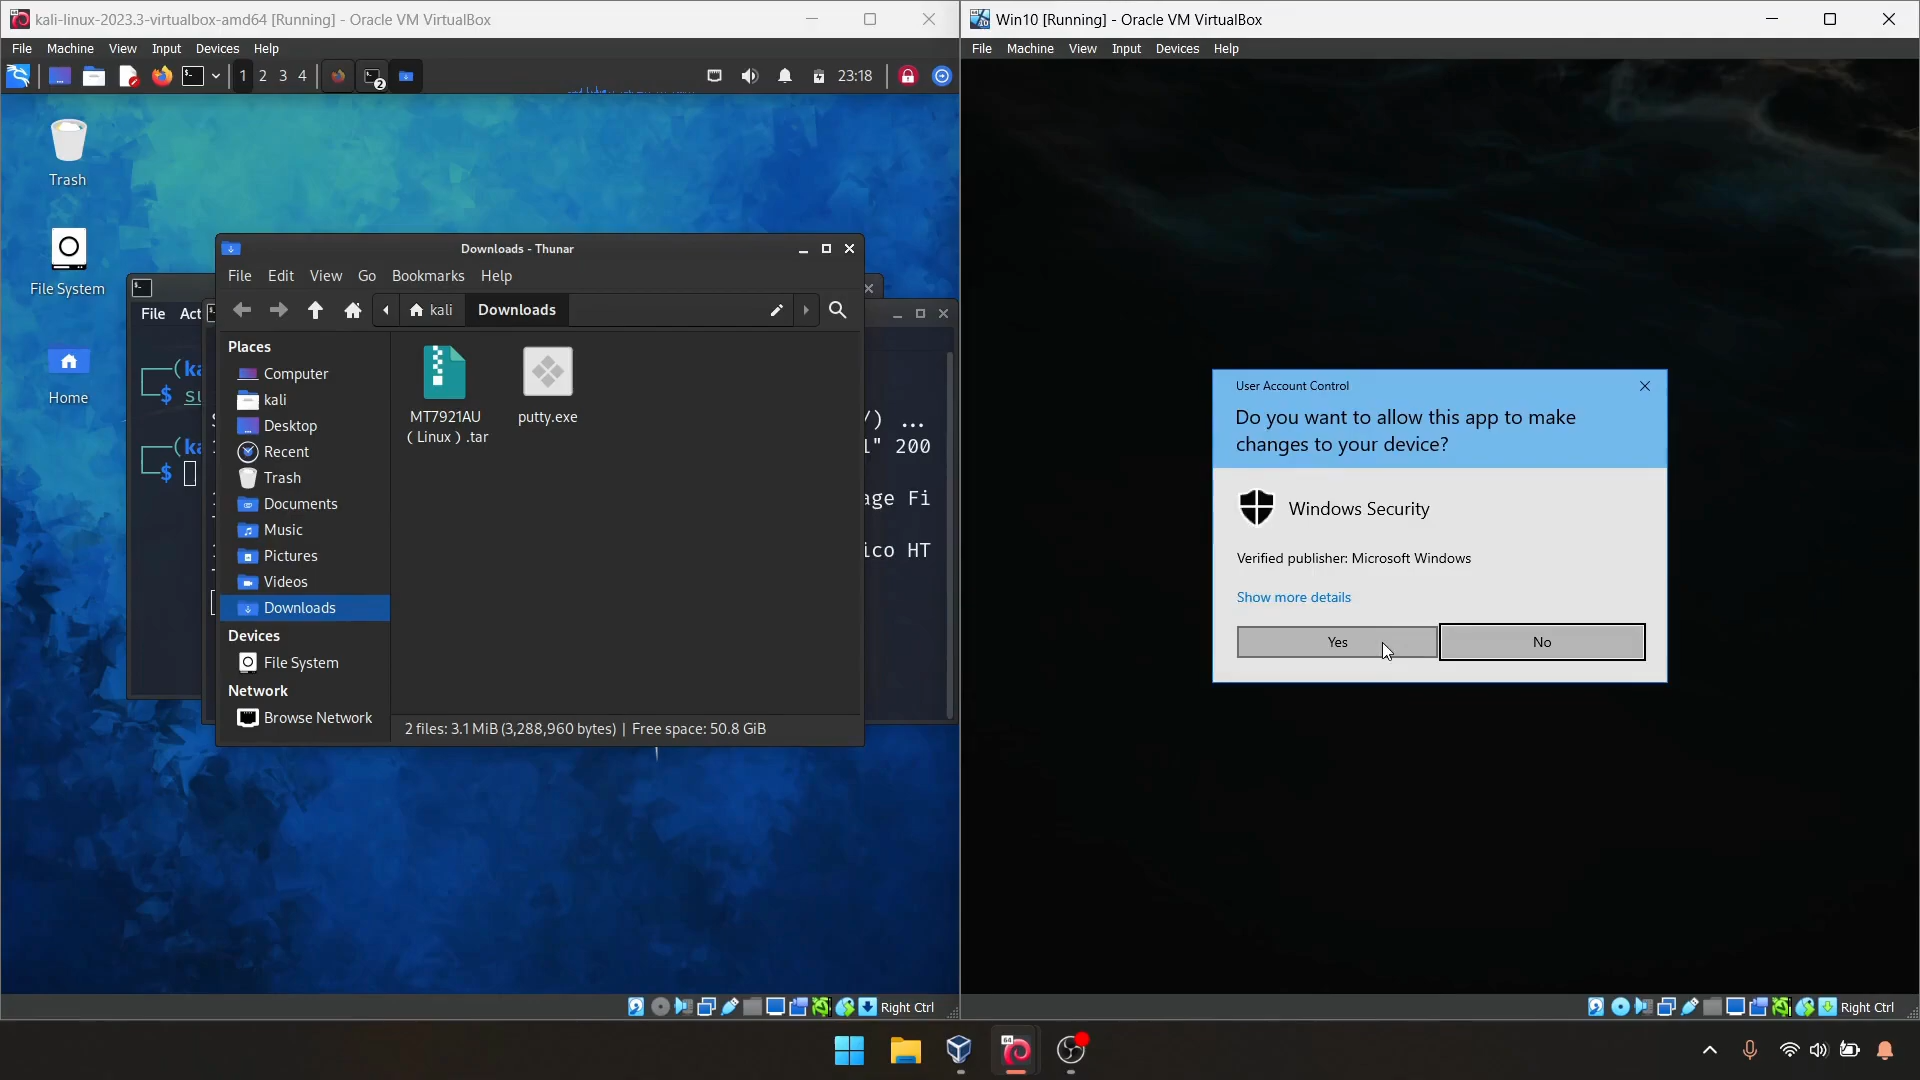 kali-linux-2023.3-virtualbox-amd64 [Running] - Oracle VM VirtualBox
File Machine View Input Devices Help
1 2 3 4
2
23:18
Trash
File System
Home
File Act
Downloads - Thunar
File Edit View Go Bookmarks Help
kali Downloads
Places
Computer
kali
Desktop
Recent
Trash
Documents
Music
Pictures
Videos
Downloads
Devices
File System
Network
Browse Network
MT7921AU
( Linux ) .tar
putty.exe
2 files: 3.1 MiB (3,288,960 bytes) | Free space: 50.8 GiB
(ka
$ su
(ka
$
/) ...
1" 200
age Fi
ico HT
Right Ctrl
Win10 [Running] - Oracle VM VirtualBox
File Machine View Input Devices Help
User Account Control
Do you want to allow this app to make
changes to your device?
Windows Security
Verified publisher: Microsoft Windows
Show more details
Yes No
Right Ctrl
64